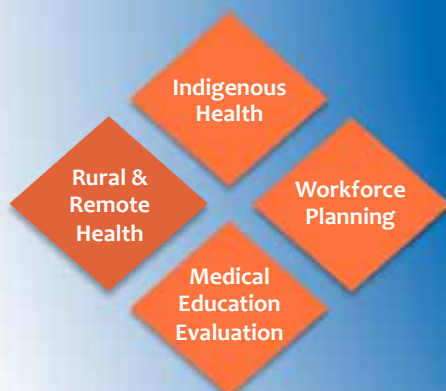 Indigenous
Health
Rural &
Remote
Health
Workforce
Planning
Medical
Education
Evaluation